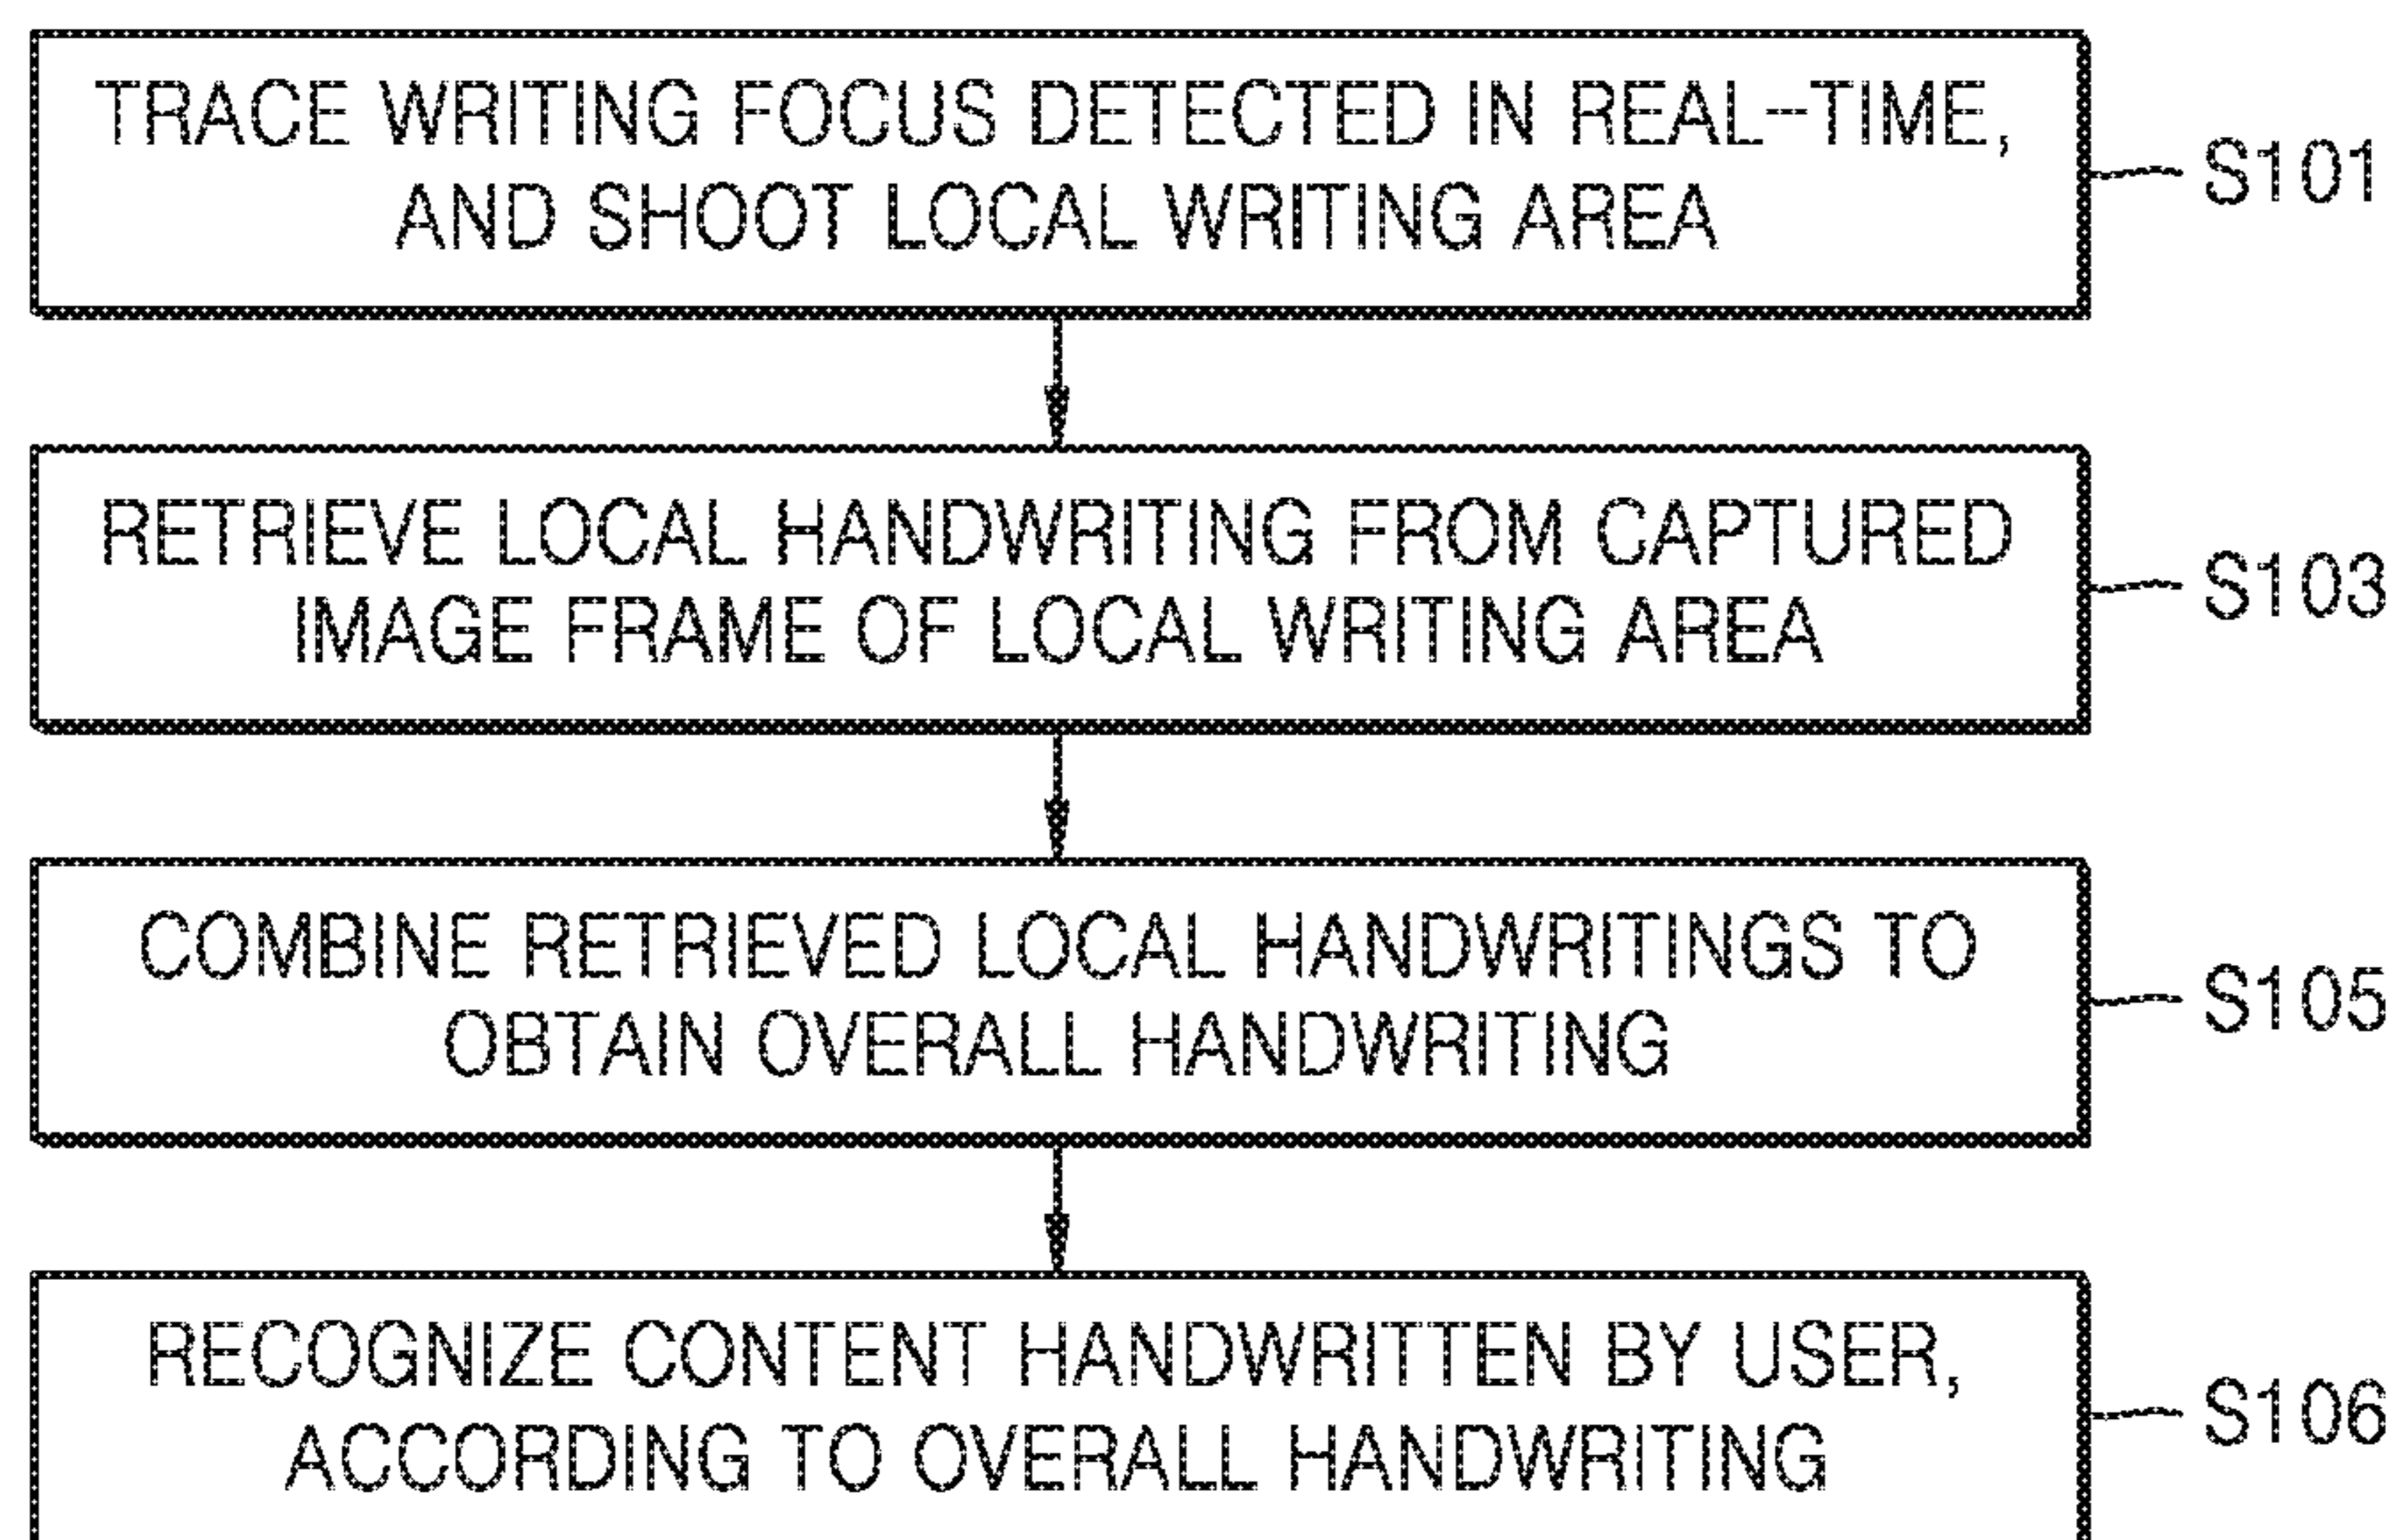 TRACE WRITING FOCUS DETECTED IN REAL-TIME,
AND SHOOT LOCAL WRITING AREA
S101
RETRIEVE LOCAL HANDWRITING FROM CAPTURED
IMAGE FRAME OF LOCAL WRITING AREA
S103
COMBINE RETRIEVED LOCAL HANDWRITINGS TO
OBTAIN OVERALL HANDWRITING
S105
RECOGNIZE CONTENT HANDWRITTEN BY USER,
ACCORDING TO OVERALL HANDWRITING
S106